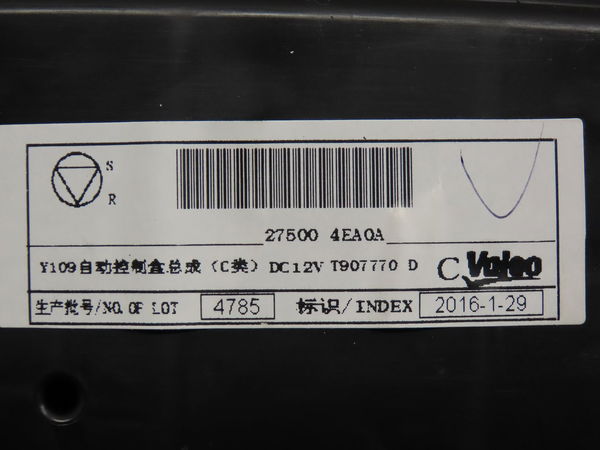 S
R
27500 4EA0A
Y109自动控制盒总成（C类）DC12V T907770 D
C Valeo
生产批号/NO.OF LOT 4785 标识/INDEX 2016-1-29